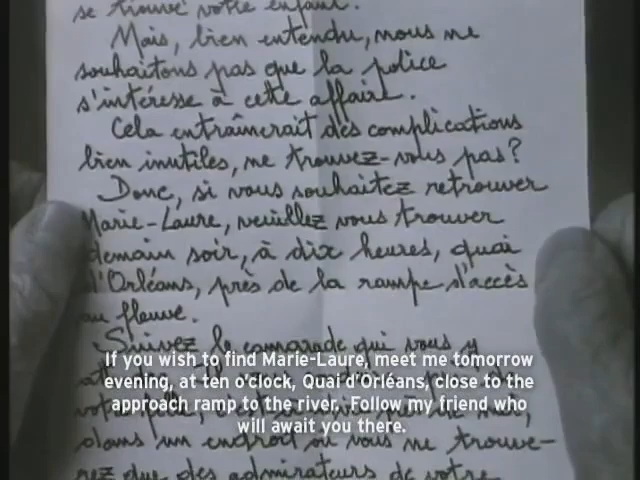 se trouve votre enfant.
Mais, bien entendu, nous ne
souhaitons pas que la police
s'intéresse à cette affaire.
Cela entraînerait des complications
bien inutiles, ne trouvez-vous pas?
Donc, si vous souhaitez retrouver
Marie-Laure, veuillez vous trouver
demain soir, à dix heures, quai
d'Orléans, près de la rampe d'accès
au fleuve.
Suivez le camarade qui vous y
If you wish to find Marie-Laure, meet me tomorrow
evening, at ten o'clock, Quai d'Orléans, close to the
approach ramp to the river. Follow my friend who
will await you there.
dans un endroit où vous ne trouve-
rez que des admirateurs de votre